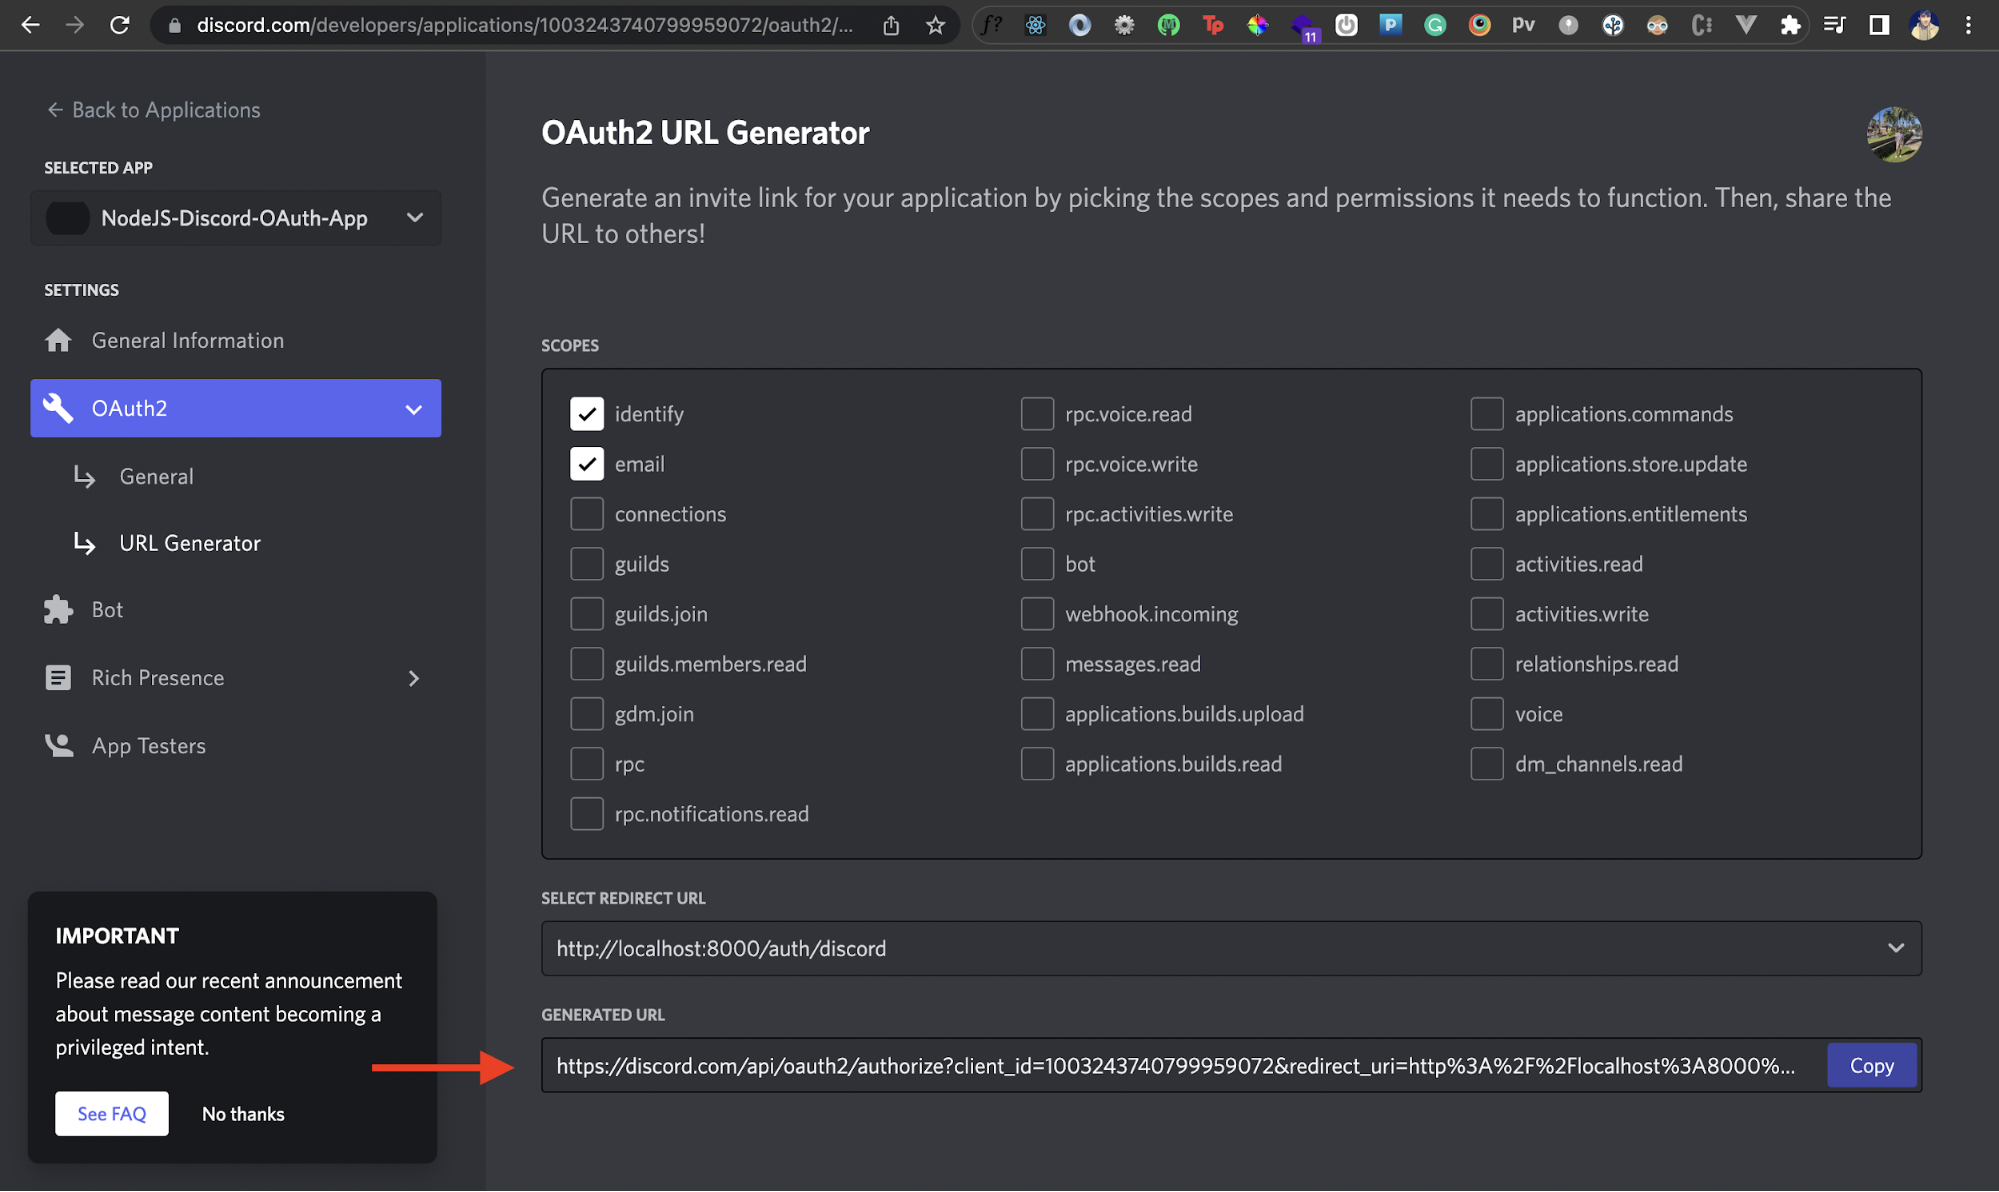 discord.com/developers/applications/1003243740799959072/oauth2/...
f?
Tp
11
P
G
Pv
C:
← Back to Applications
SELECTED APP
NodeJS-Discord-OAuth-App
SETTINGS
General Information
OAuth2
General
URL Generator
Bot
Rich Presence
App Testers
IMPORTANT
Please read our recent announcement
about message content becoming a
privileged intent.
See FAQ
No thanks
OAuth2 URL Generator
Generate an invite link for your application by picking the scopes and permissions it needs to function. Then, share the
URL to others!
SCOPES
identify
email
connections
guilds
guilds.join
guilds.members.read
gdm.join
rpc
rpc.notifications.read
rpc.voice.read
rpc.voice.write
rpc.activities.write
bot
webhook.incoming
messages.read
applications.builds.upload
applications.builds.read
applications.commands
applications.store.update
applications.entitlements
activities.read
activities.write
relationships.read
voice
dm_channels.read
SELECT REDIRECT URL
http://localhost:8000/auth/discord
GENERATED URL
https://discord.com/api/oauth2/authorize?client_id=1003243740799959072&redirect_uri=http%3A%2F%2Flocalhost%3A8000%...
Copy